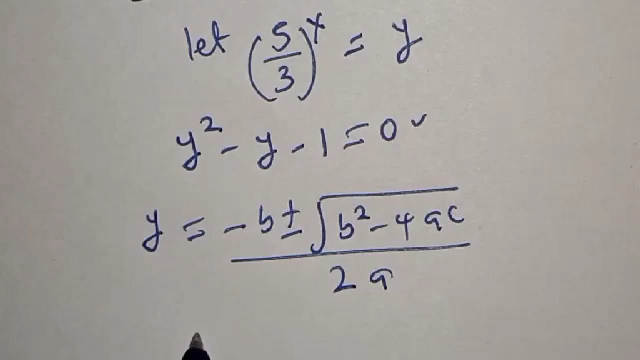 let (5/3)^x = y
y² - y - 1 = 0 ✓
y = (-b ± √(b² - 4ac)) / 2a